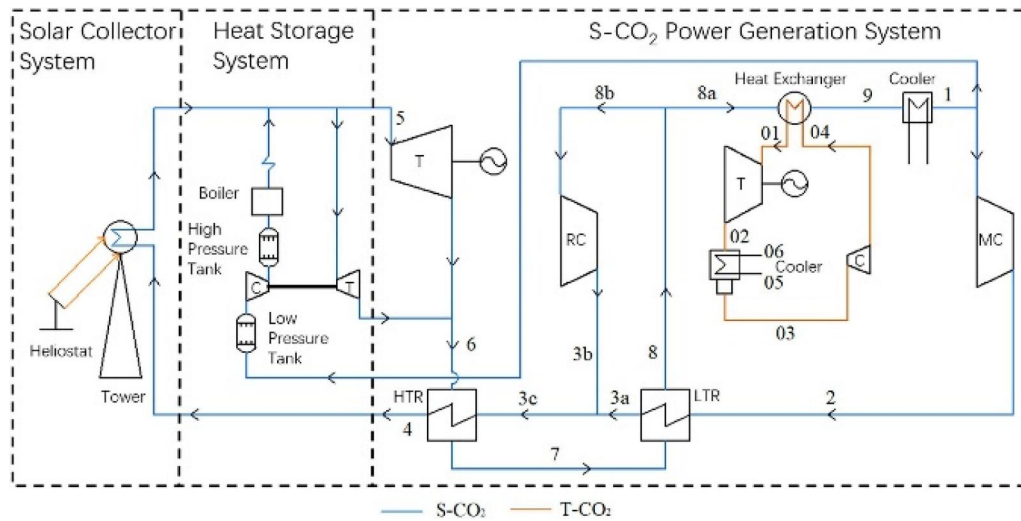 Solar Collector
System
Heat Storage
System
S-CO₂ Power Generation System
Heat Exchanger
Cooler
8b
8a
9
1
5
01
04
T
T
Boiler
High
Pressure
Tank
RC
02
06
Cooler
05
C
MC
C
T
Low
Pressure
Tank
03
Heliostat
Tower
6
3b
8
HTR
3c
3a
LTR
2
4
7
S-CO₂
T-CO₂